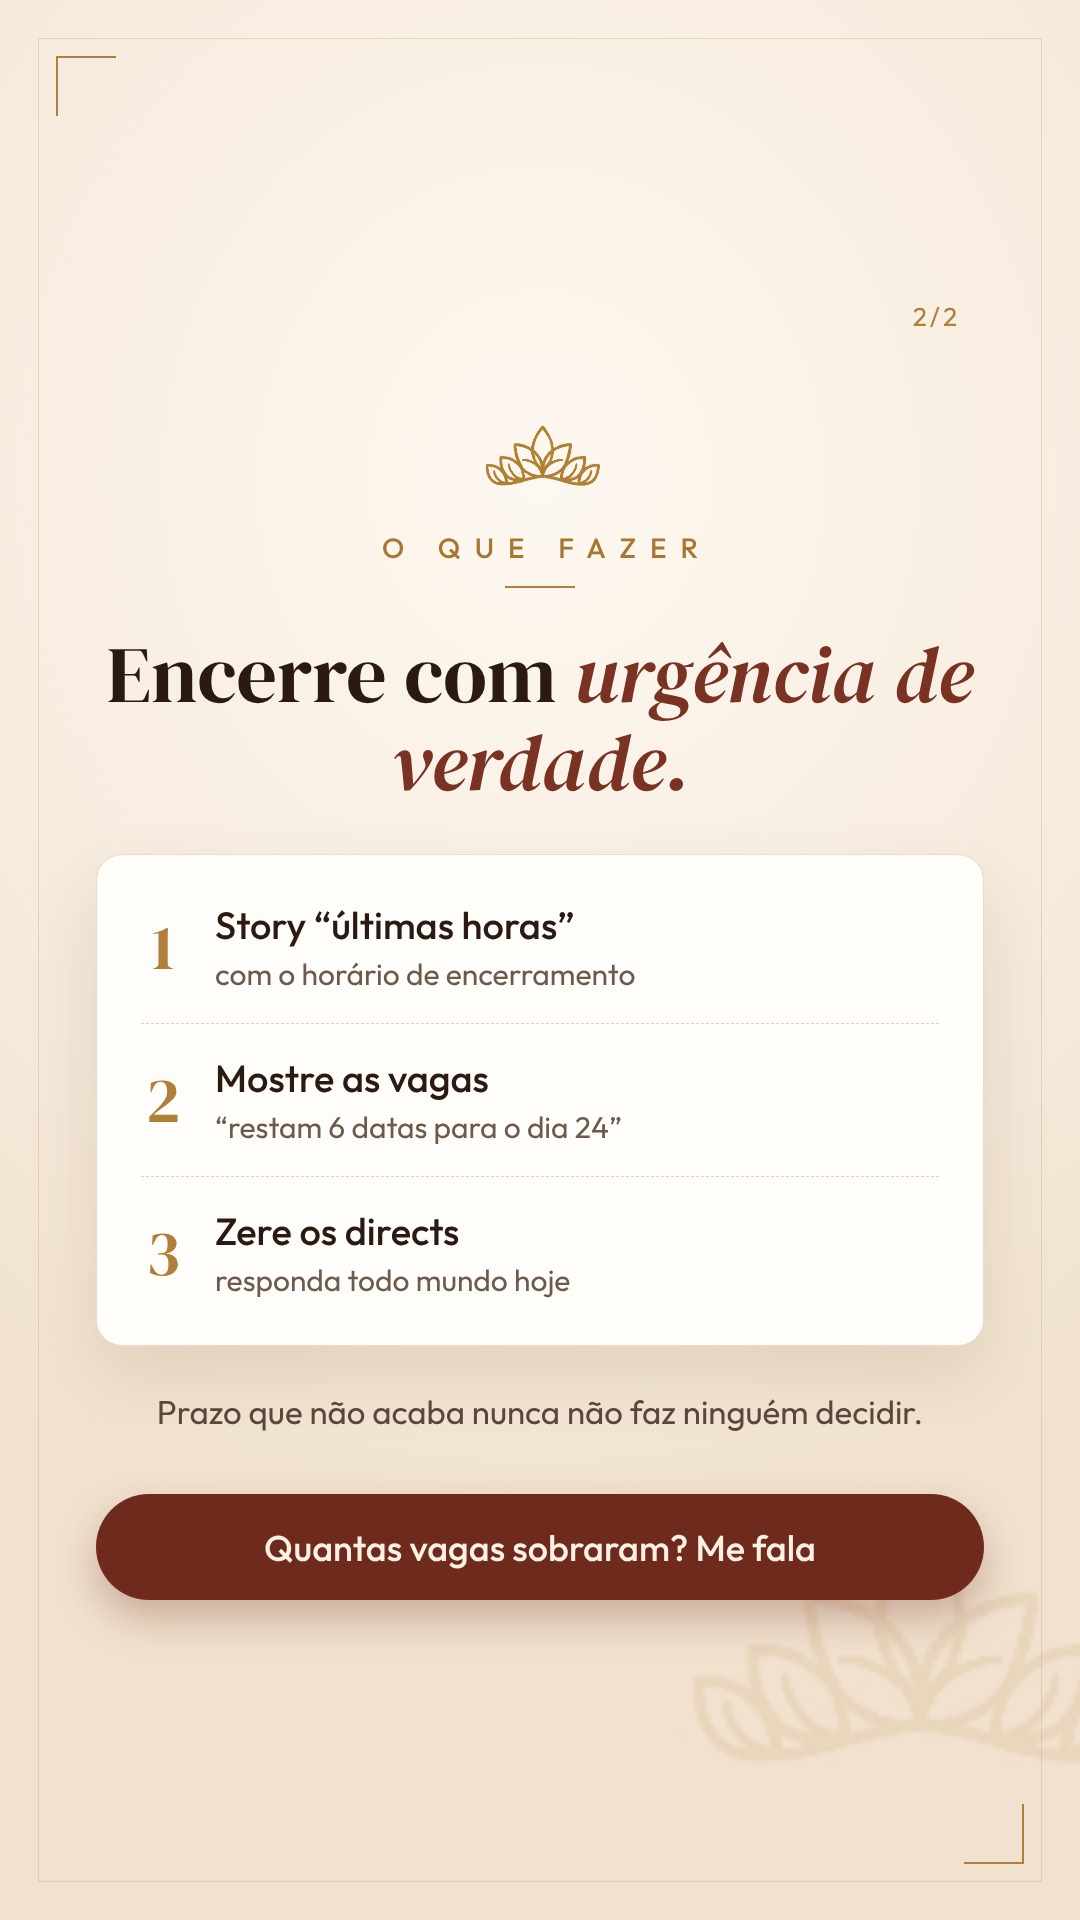 2/2
O QUE FAZER
Encerre com urgência de
verdade.
1
Story “últimas horas”
com o horário de encerramento
2
Mostre as vagas
“restam 6 datas para o dia 24”
3
Zere os directs
responda todo mundo hoje
Prazo que não acaba nunca não faz ninguém decidir.
Quantas vagas sobraram? Me fala